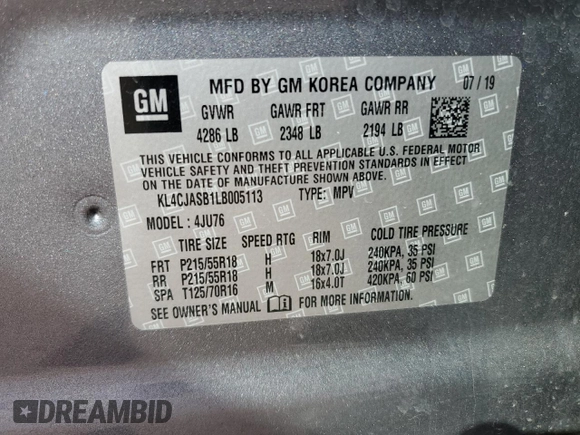 GM
MFD BY GM KOREA COMPANY 07/19
GVWR GAWR FRT GAWR RR
4286 LB 2348 LB 2194 LB
THIS VEHICLE CONFORMS TO ALL APPLICABLE U.S. FEDERAL MOTOR
VEHICLE SAFETY AND THEFT PREVENTION STANDARDS IN EFFECT
ON THE DATE OF MANUFACTURE SHOWN ABOVE.
KL4CJASB1LB005113 TYPE: MPV
MODEL: 4JU76
TIRE SIZE SPEED RTG RIM COLD TIRE PRESSURE
FRT P215/55R18 H 18x7.0J 240KPA, 35 PSI
RR P215/55R18 H 18x7.0J 240KPA, 35 PSI
SPA T125/70R16 M 16x4.0T 420KPA, 60 PSI
SEE OWNER'S MANUAL FOR MORE INFORMATION.
DREAMBID